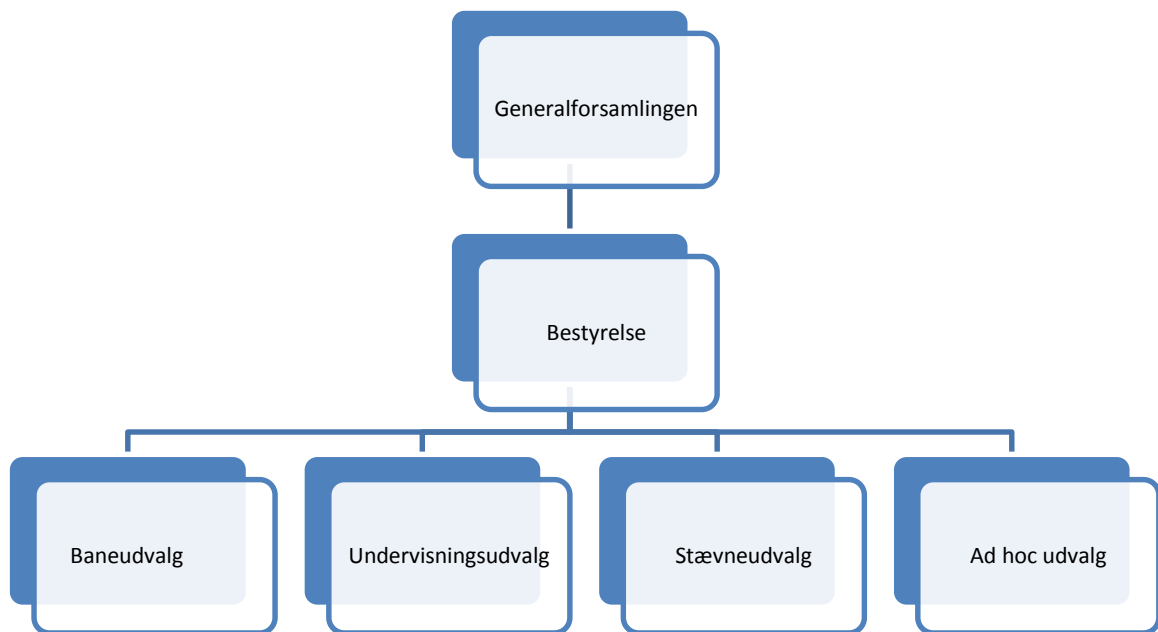 Generalforsamlingen
Bestyrelse
Baneudvalg
Undervisningsudvalg
Stævneudvalg
Ad hoc udvalg